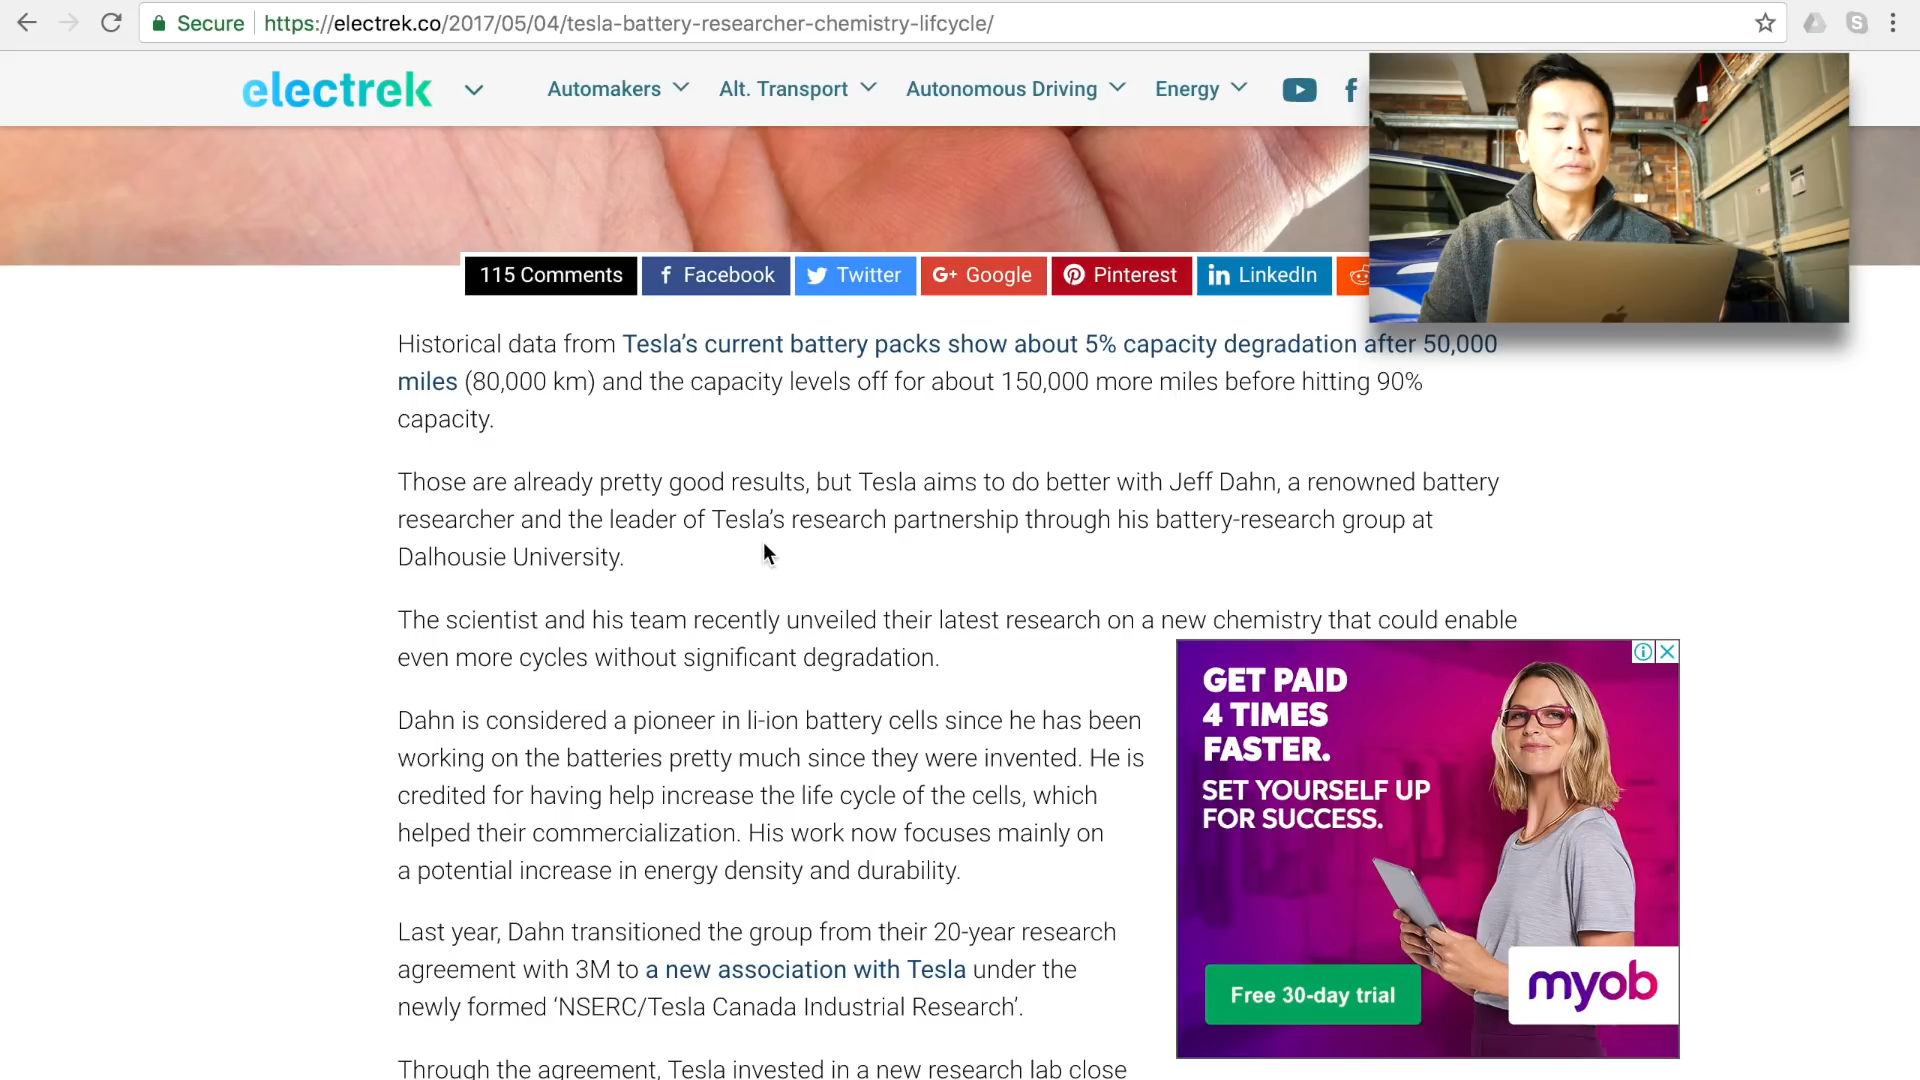 Secure https://electrek.co/2017/05/04/tesla-battery-researcher-chemistry-lifcycle/
electrek Automakers Alt. Transport Autonomous Driving Energy
115 Comments Facebook Twitter G+ Google Pinterest in LinkedIn
Historical data from Tesla’s current battery packs show about 5% capacity degradation after 50,000
miles (80,000 km) and the capacity levels off for about 150,000 more miles before hitting 90%
capacity.
Those are already pretty good results, but Tesla aims to do better with Jeff Dahn, a renowned battery
researcher and the leader of Tesla’s research partnership through his battery-research group at
Dalhousie University.
The scientist and his team recently unveiled their latest research on a new chemistry that could enable
even more cycles without significant degradation.
Dahn is considered a pioneer in li-ion battery cells since he has been
working on the batteries pretty much since they were invented. He is
credited for having help increase the life cycle of the cells, which
helped their commercialization. His work now focuses mainly on
a potential increase in energy density and durability.
Last year, Dahn transitioned the group from their 20-year research
agreement with 3M to a new association with Tesla under the
newly formed ‘NSERC/Tesla Canada Industrial Research’.
Through the agreement, Tesla invested in a new research lab close
GET PAID
4 TIMES
FASTER.
SET YOURSELF UP
FOR SUCCESS.
Free 30-day trial
myob